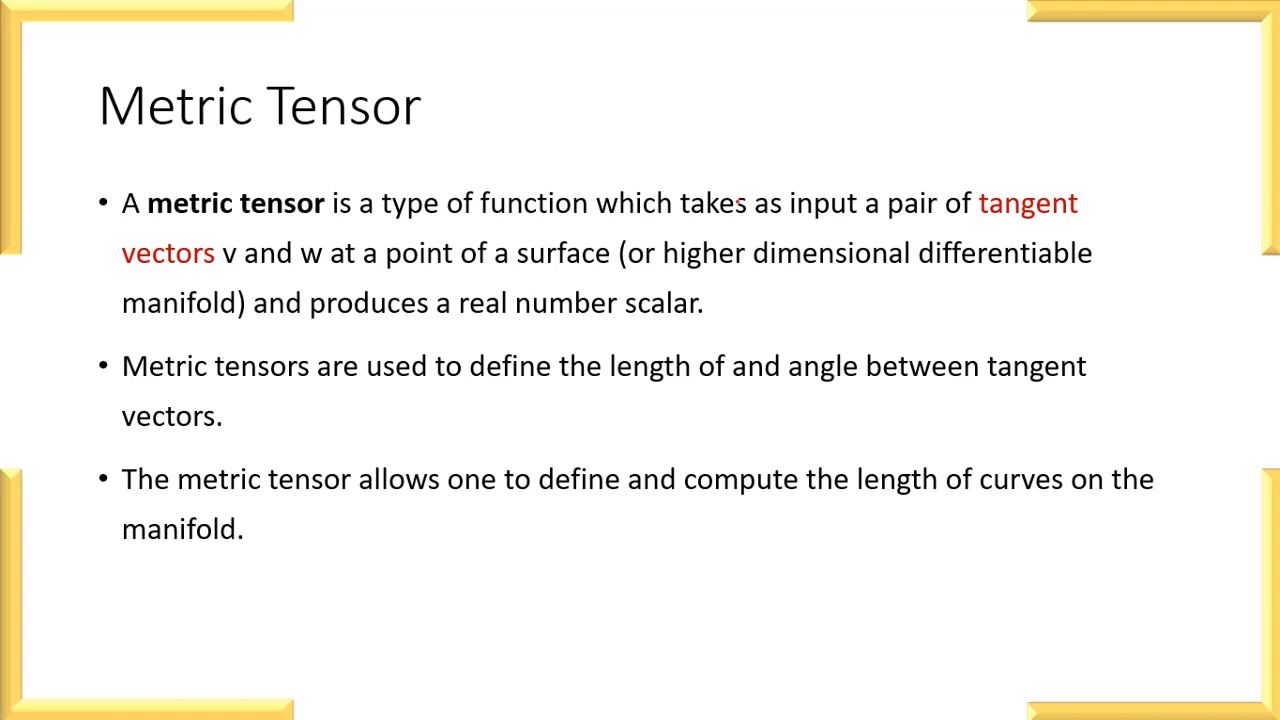 Metric Tensor
• A metric tensor is a type of function which takes as input a pair of tangent
vectors v and w at a point of a surface (or higher dimensional differentiable
manifold) and produces a real number scalar.
• Metric tensors are used to define the length of and angle between tangent
vectors.
• The metric tensor allows one to define and compute the length of curves on the
manifold.